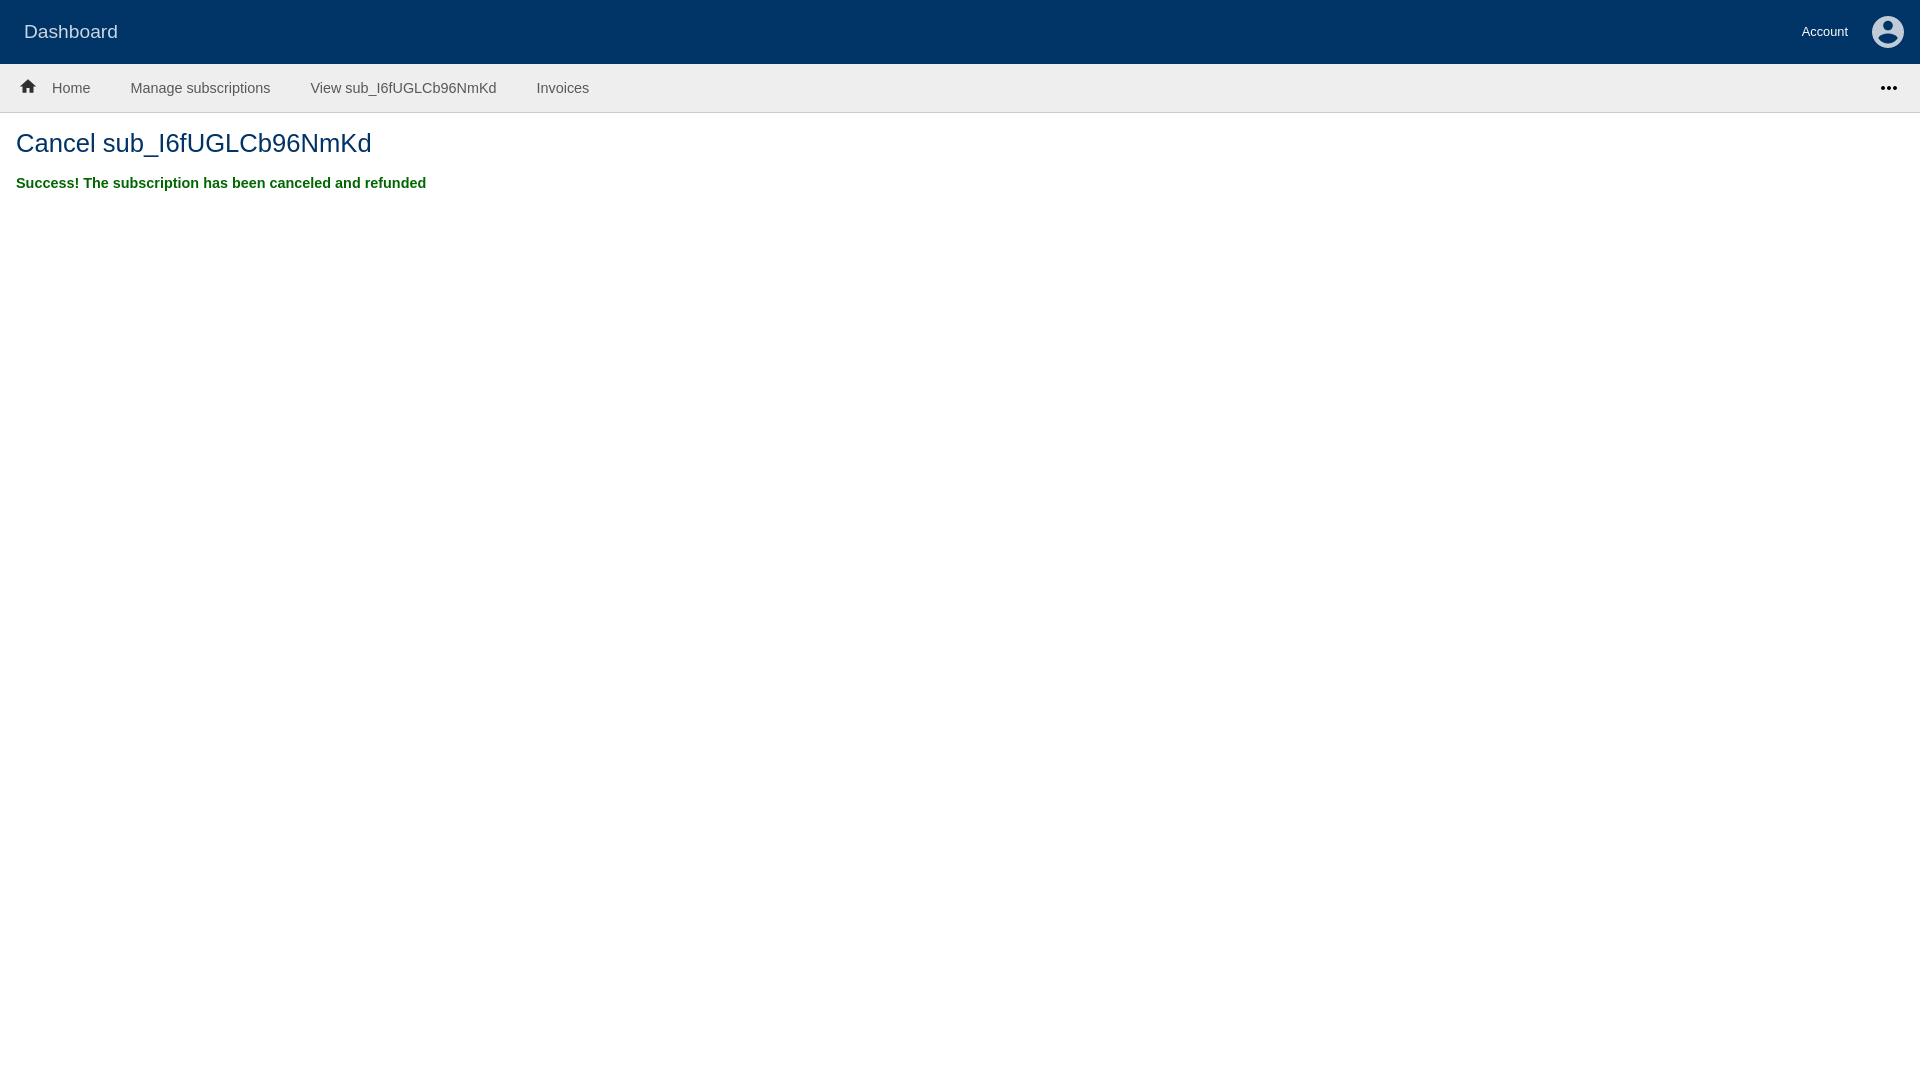 Dashboard
Account
Home
Manage subscriptions
View sub_I6fUGLCb96NmKd
Invoices
Cancel sub_I6fUGLCb96NmKd
Success! The subscription has been canceled and refunded